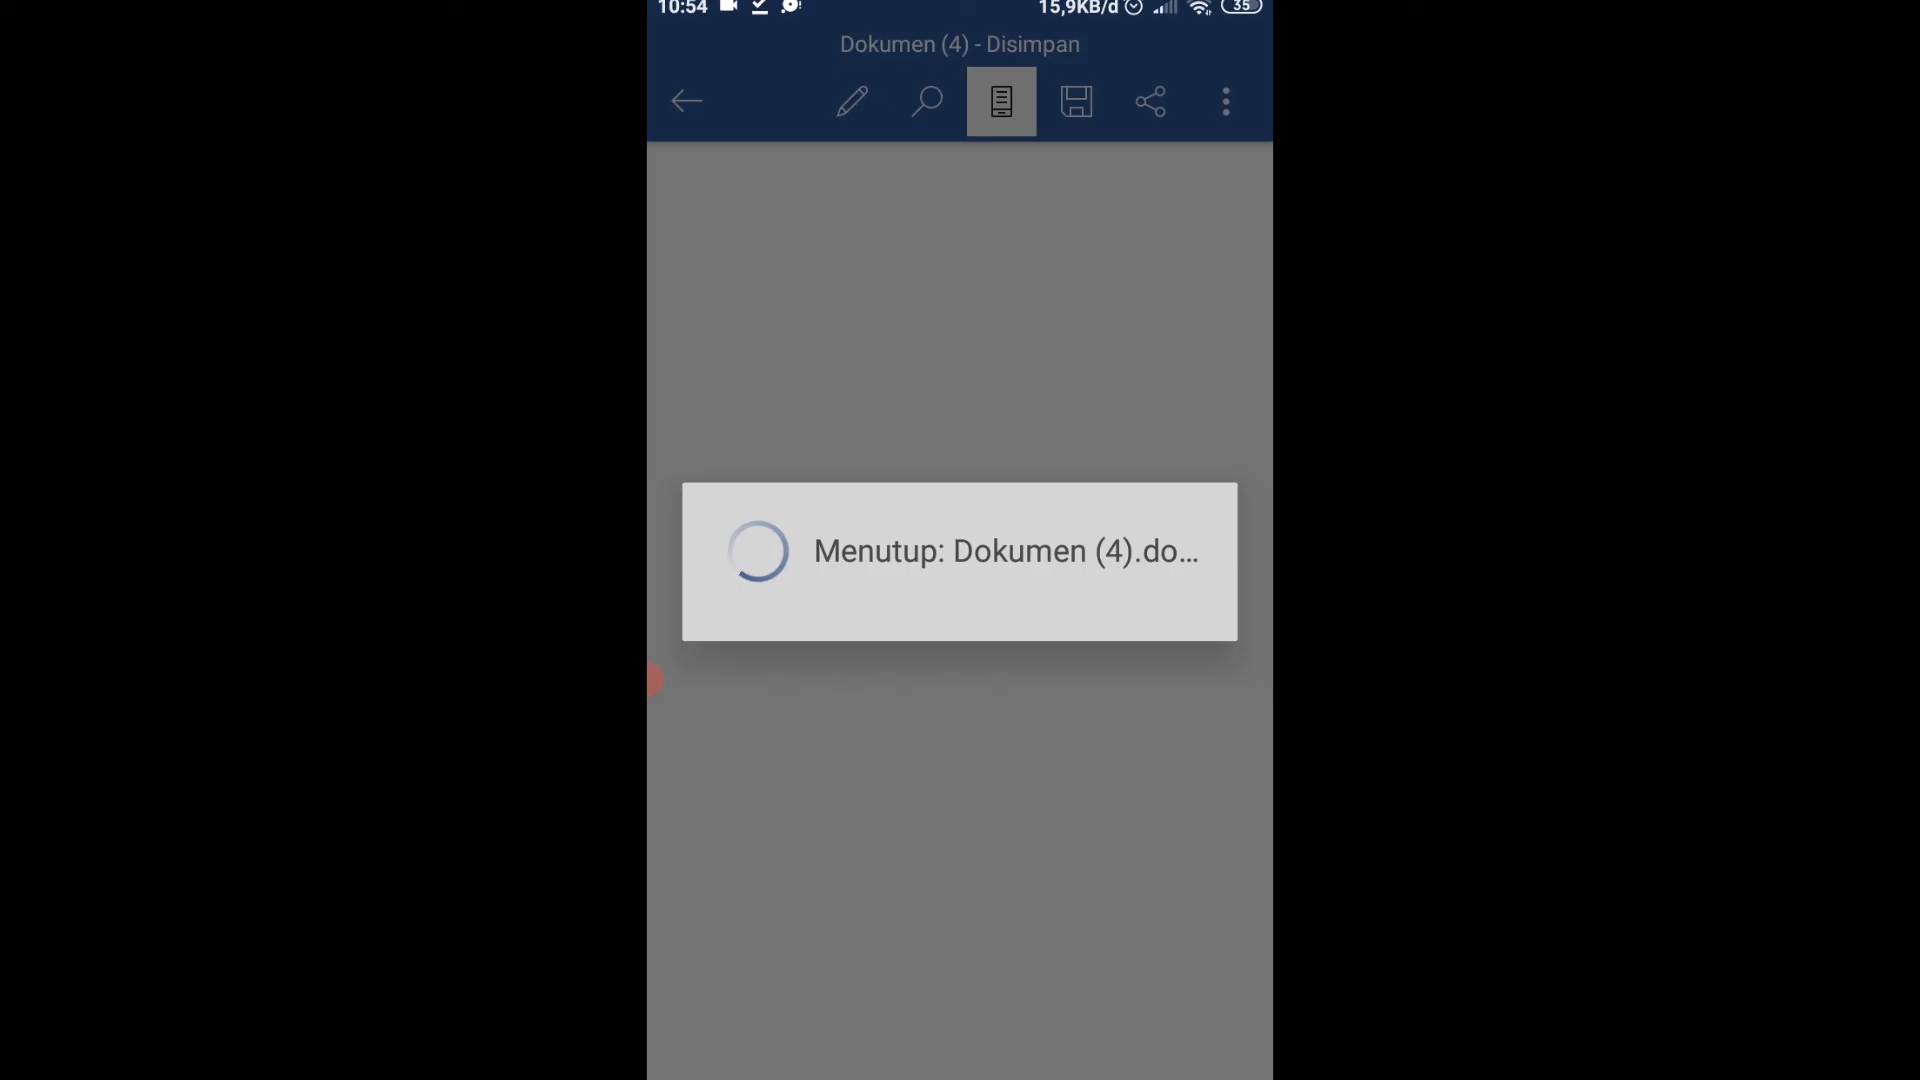 10:54
15,9KB/d
35
Dokumen (4) - Disimpan
Menutup: Dokumen (4).do...